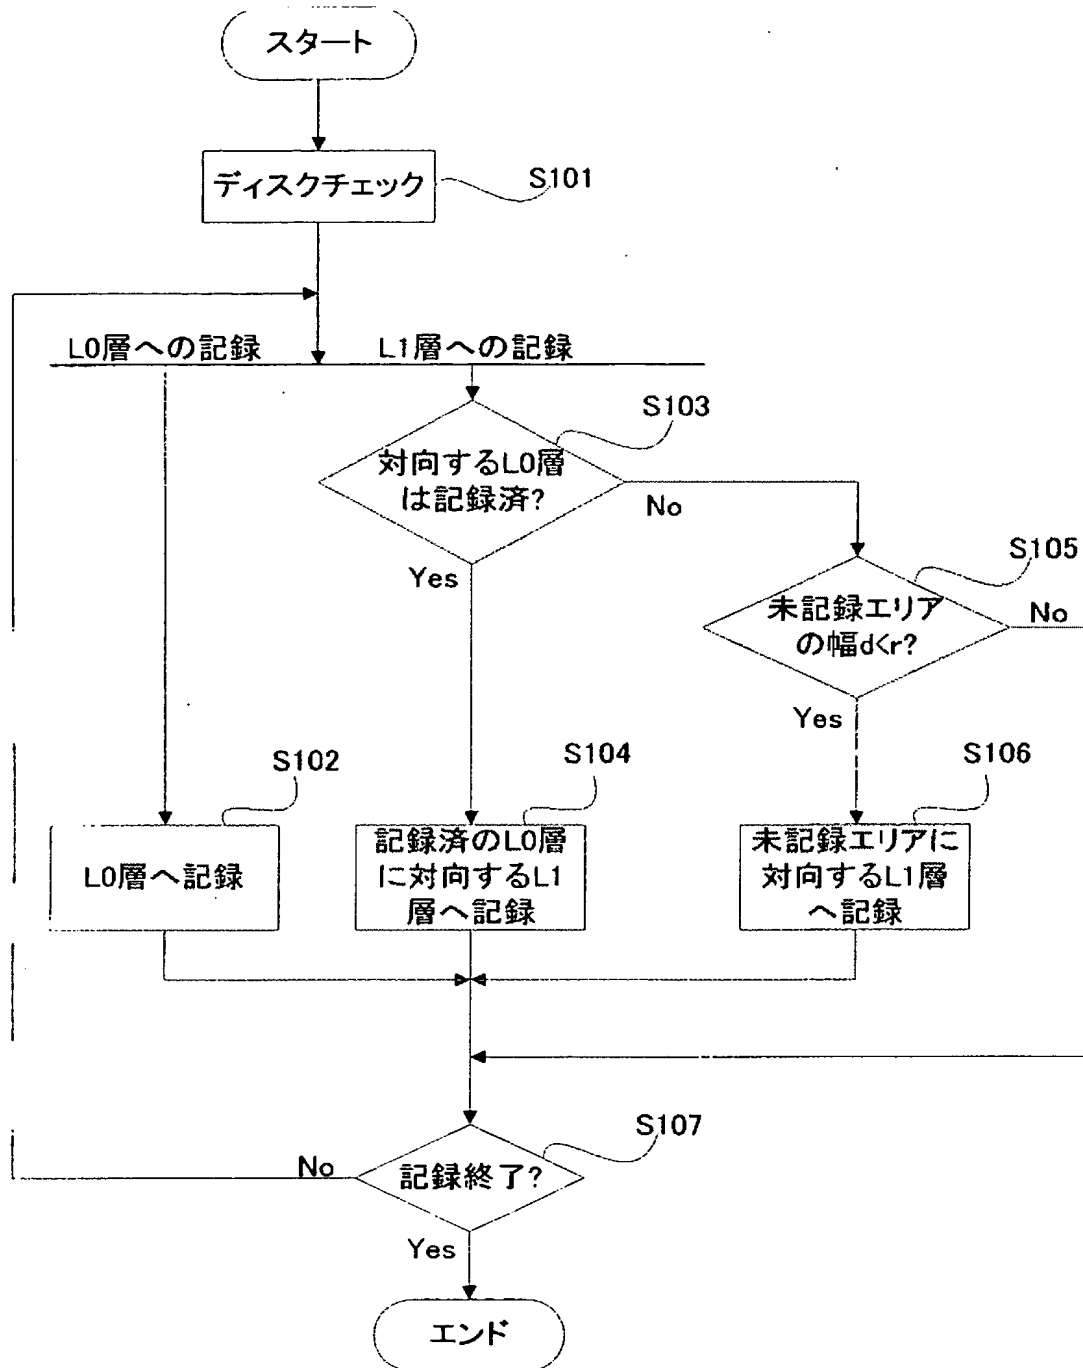 スタート
ディスクチェック
S101
L0層への記録
L1層への記録
S103
対向するL0層
は記録済?
No
Yes
S105
未記録エリア
の幅d<r?
No
Yes
S102
S104
S106
L0層へ記録
記録済のL0層
に対向するL1
層へ記録
未記録エリアに
対向するL1層
へ記録
S107
記録終了?
No
Yes
エンド